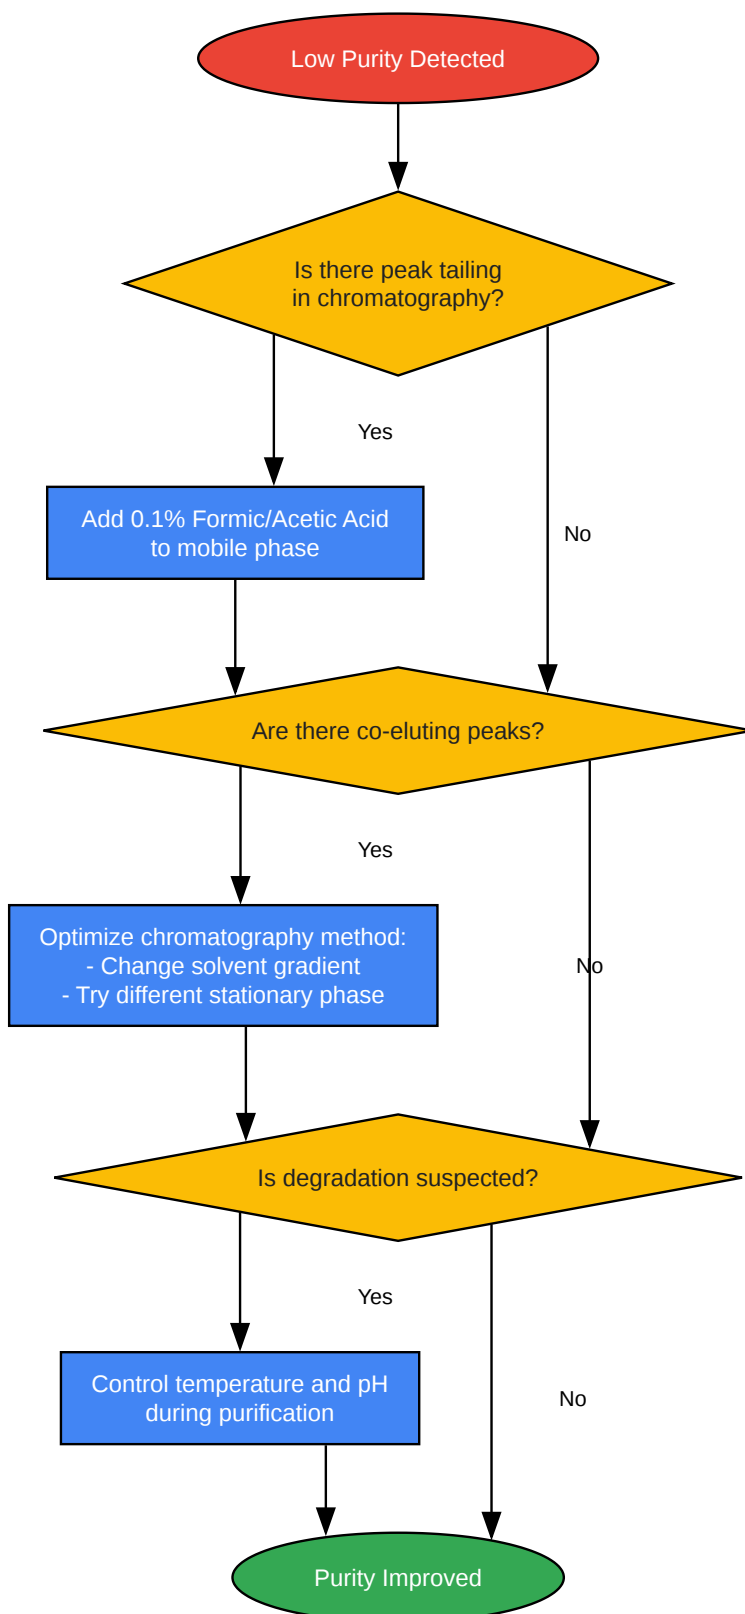 Low Purity Detected
Is there peak tailing
in chromatography?
Yes
Add 0.1% Formic/Acetic Acid
to mobile phase
No
Are there co-eluting peaks?
Yes
Optimize chromatography method:
- Change solvent gradient
- Try different stationary phase
No
Is degradation suspected?
Yes
Control temperature and pH
during purification
No
Purity Improved